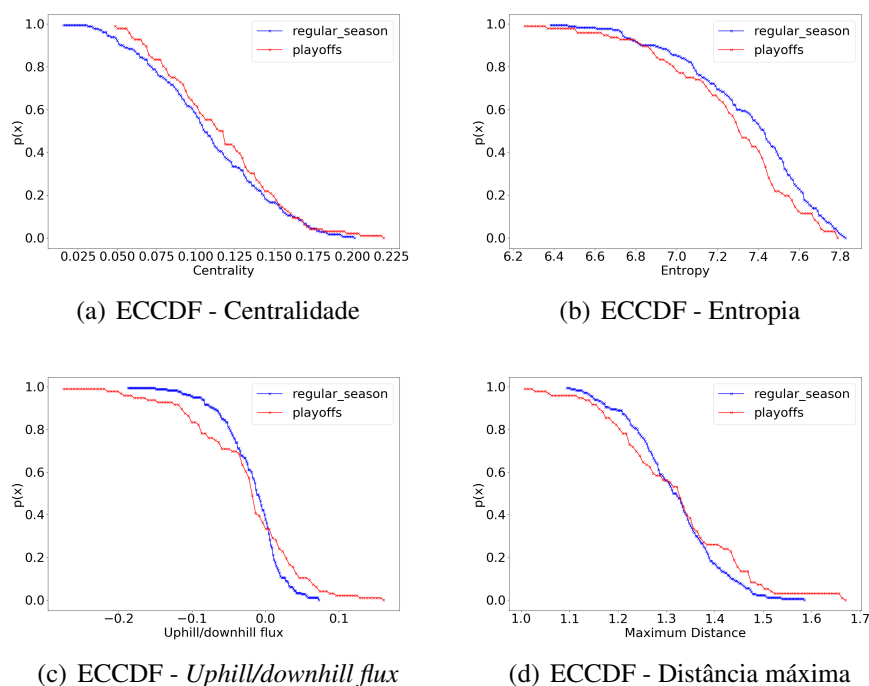 1.0
0.8
0.6
0.4
0.2
0.0
p(x)
regular_season
playoffs
0.025 0.050 0.075 0.100 0.125 0.150 0.175 0.200 0.225
Centrality
(a) ECCDF - Centralidade
1.0
0.8
0.6
0.4
0.2
0.0
p(x)
regular_season
playoffs
6.2 6.4 6.6 6.8 7.0 7.2 7.4 7.6 7.8
Entropy
(b) ECCDF - Entropia
1.0
0.8
0.6
0.4
0.2
0.0
p(x)
regular_season
playoffs
−0.2 −0.1 0.0 0.1
Uphill/downhill flux
(c) ECCDF - Uphill/downhill flux
1.0
0.8
0.6
0.4
0.2
0.0
p(x)
regular_season
playoffs
1.0 1.1 1.2 1.3 1.4 1.5 1.6 1.7
Maximum Distance
(d) ECCDF - Distância máxima